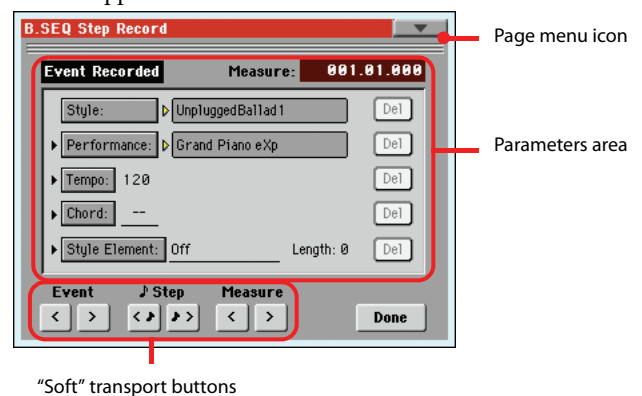 B.SEQ Step Record
Page menu icon
Event Recorded Measure: 001.01.000
Style: UnpluggedBallad1 Del
Performance: Grand Piano eXp Del
Parameters area
Tempo: 120 Del
Chord: -- Del
Style Element: Off Length: 0 Del
Event ♪ Step Measure
< > < ♪ ♪ > < > Done
“Soft” transport buttons